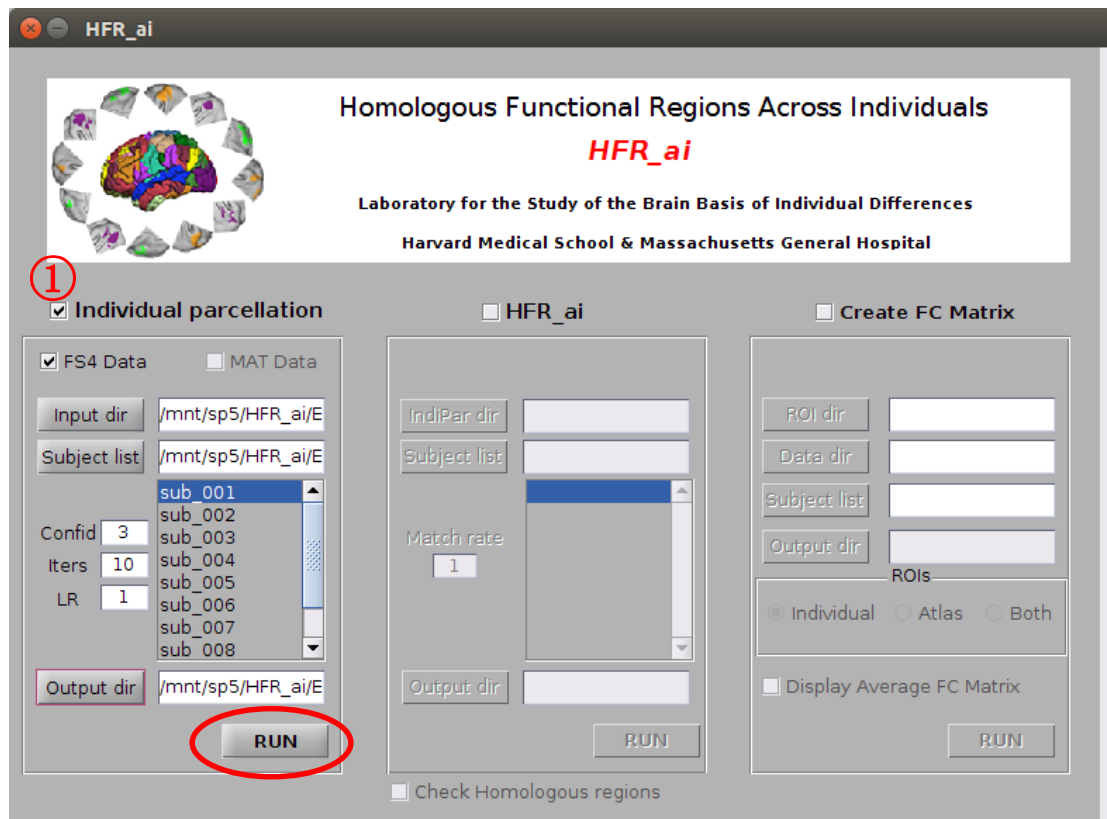 HFR_ai
Homologous Functional Regions Across Individuals
HFR_ai
Laboratory for the Study of the Brain Basis of Individual Differences
Harvard Medical School & Massachusetts General Hospital
①
Individual parcellation
FS4 Data MAT Data
Input dir /mnt/sp5/HFR_ai/E
Subject list /mnt/sp5/HFR_ai/E
sub_001
sub_002
sub_003
sub_004
sub_005
sub_006
sub_007
sub_008
Confid 3
Iters 10
LR 1
Output dir /mnt/sp5/HFR_ai/E
RUN
HFR_ai
IndiPar dir
Subject list
Match rate
1
Output dir
RUN
Check Homologous regions
Create FC Matrix
ROI dir
Data dir
Subject list
Output dir
ROIs
Individual Atlas Both
Display Average FC Matrix
RUN